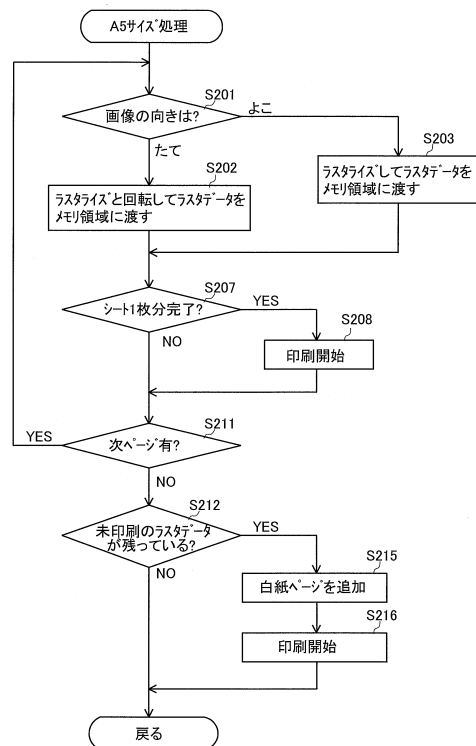 A5サイズ処理
S201
画像の向きは?
よこ
たて
S203
ラスタライズしてラスタデータを
メモリ領域に渡す
S202
ラスタライズと回転してラスタデータを
メモリ領域に渡す
S207
シート1枚分完了?
YES
NO
S208
印刷開始
S211
YES
次ページ有?
NO
S212
未印刷のラスタデータ
が残っている?
YES
NO
S215
白紙ページを追加
S216
印刷開始
戻る